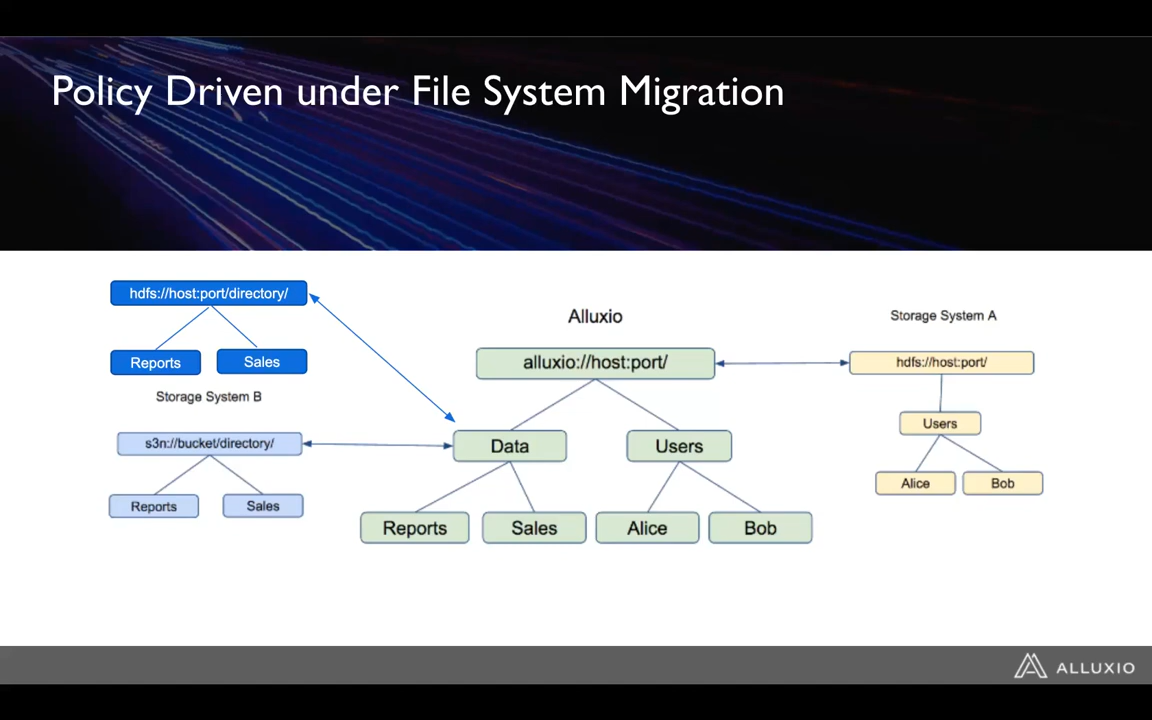 Policy Driven under File System Migration
hdfs://host:port/directory/
Reports
Sales
Storage System B
s3n://bucket/directory/
Reports
Sales
Alluxio
alluxio://host:port/
Data
Users
Reports
Sales
Alice
Bob
Storage System A
hdfs://host:port/
Users
Alice
Bob
ALLUXIO